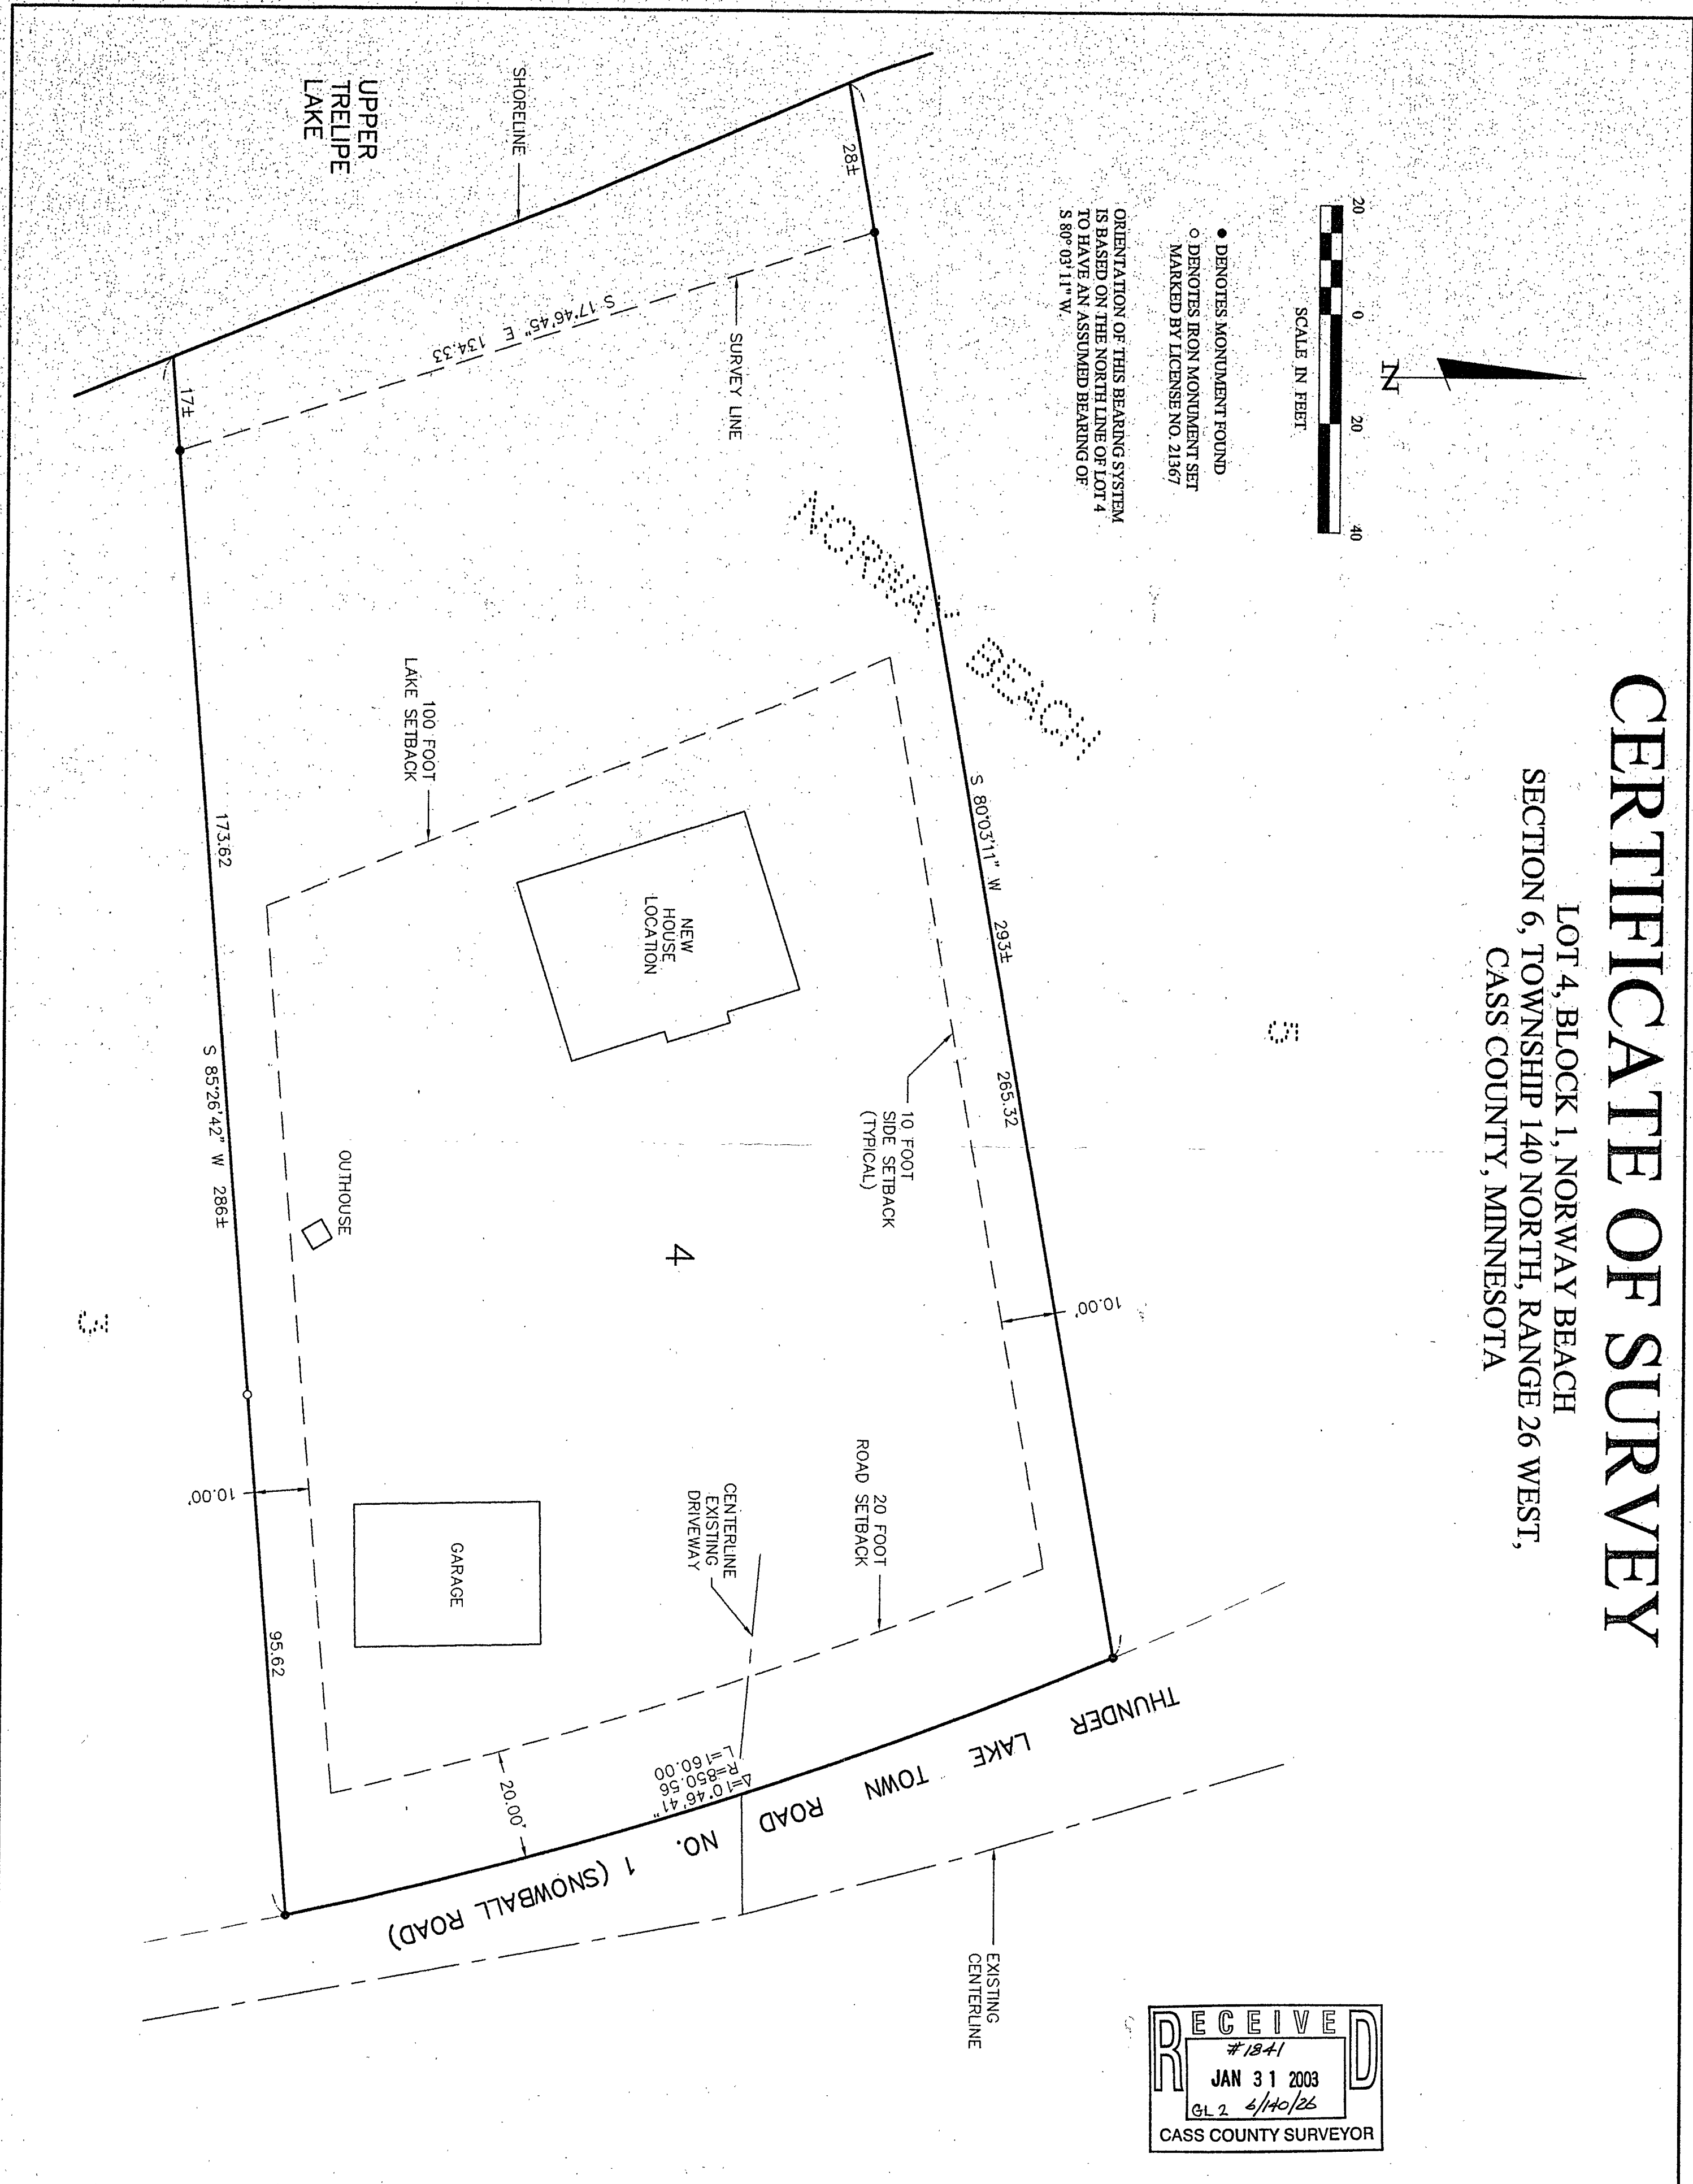 CERTIFICATE OF SURVEY
LOT 4, BLOCK 1, NORWAY BEACH
SECTION 6, TOWNSHIP 140 NORTH, RANGE 26 WEST,
CASS COUNTY, MINNESOTA
N
20 0 20 40
SCALE IN FEET
● DENOTES MONUMENT FOUND
○ DENOTES IRON MONUMENT SET
MARKED BY LICENSE NO. 21367
ORIENTATION OF THIS BEARING SYSTEM
IS BASED ON THE NORTH LINE OF LOT 4
TO HAVE AN ASSUMED BEARING OF
S 80° 03' 11" W
5
NORWAY BEACH
28±
S 80°03'11" W 293±
265.32
10.00'
SURVEY LINE
S 17°46'45" E 134.33
SHORELINE
UPPER
TRELIPE
LAKE
17±
100 FOOT
LAKE SETBACK
NEW
HOUSE
LOCATION
10 FOOT
SIDE SETBACK
(TYPICAL)
4
20 FOOT
ROAD SETBACK
CENTERLINE
EXISTING
DRIVEWAY
OUTHOUSE
GARAGE
173.62
S 85°26'42" W 286±
10.00'
95.62
3
20.00'
Δ=10°46'41"
R=850.56
L=160.00
THUNDER LAKE TOWN ROAD NO. 1 (SNOWBALL ROAD)
EXISTING
CENTERLINE
RECEIVED
#1841
JAN 31 2003
GL 2 6/140/26
CASS COUNTY SURVEYOR